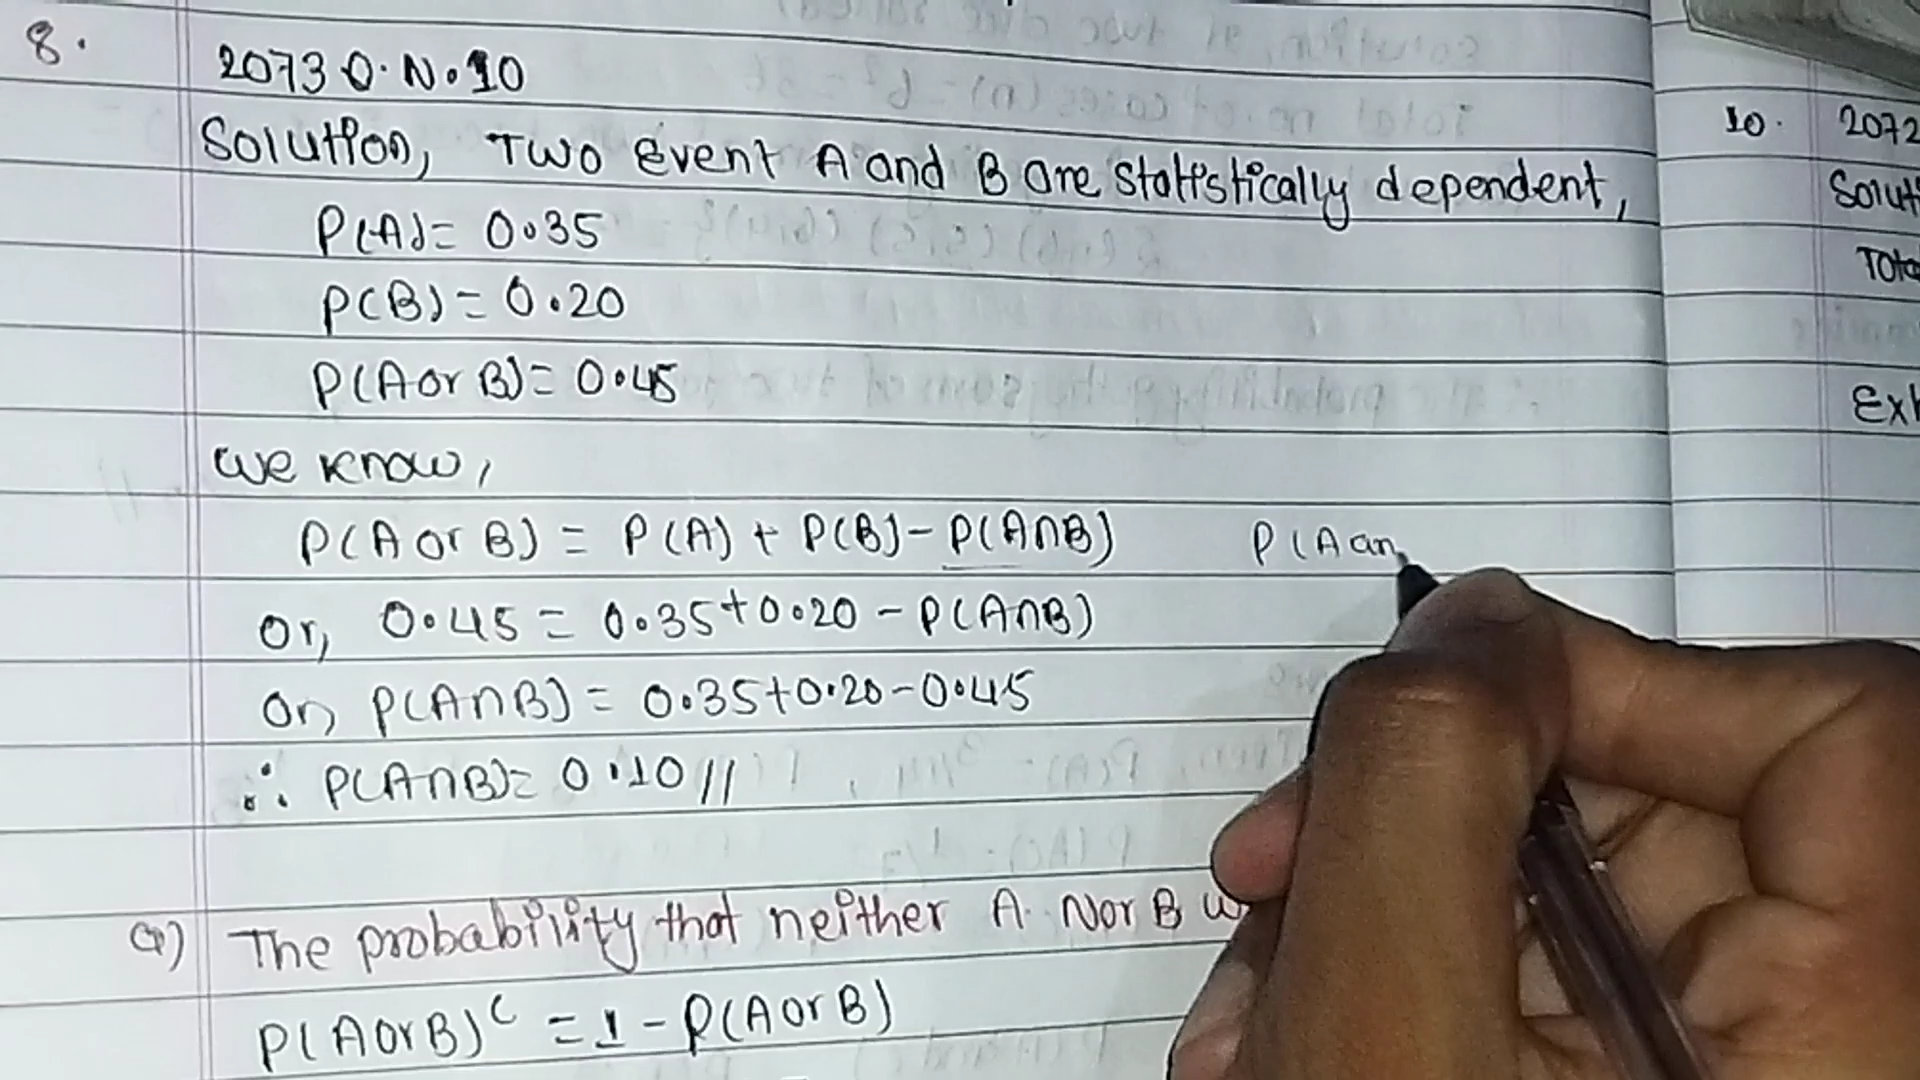 8.
2073 Q.N.10
Solution, Two event A and B are statistically dependent,
P(A) = 0.35
P(B) = 0.20
P(A or B) = 0.45
we know,
P(A or B) = P(A) + P(B) - P(A∩B)
P(A an
or, 0.45 = 0.35+0.20 - P(A∩B)
or, P(A∩B) = 0.35+0.20-0.45
∴ P(A∩B)= 0.10//
a) The probability that neither A Nor B w
P(A or B)ᶜ = 1 - P(A or B)
10. 2072
Soluti
Tota
Exh